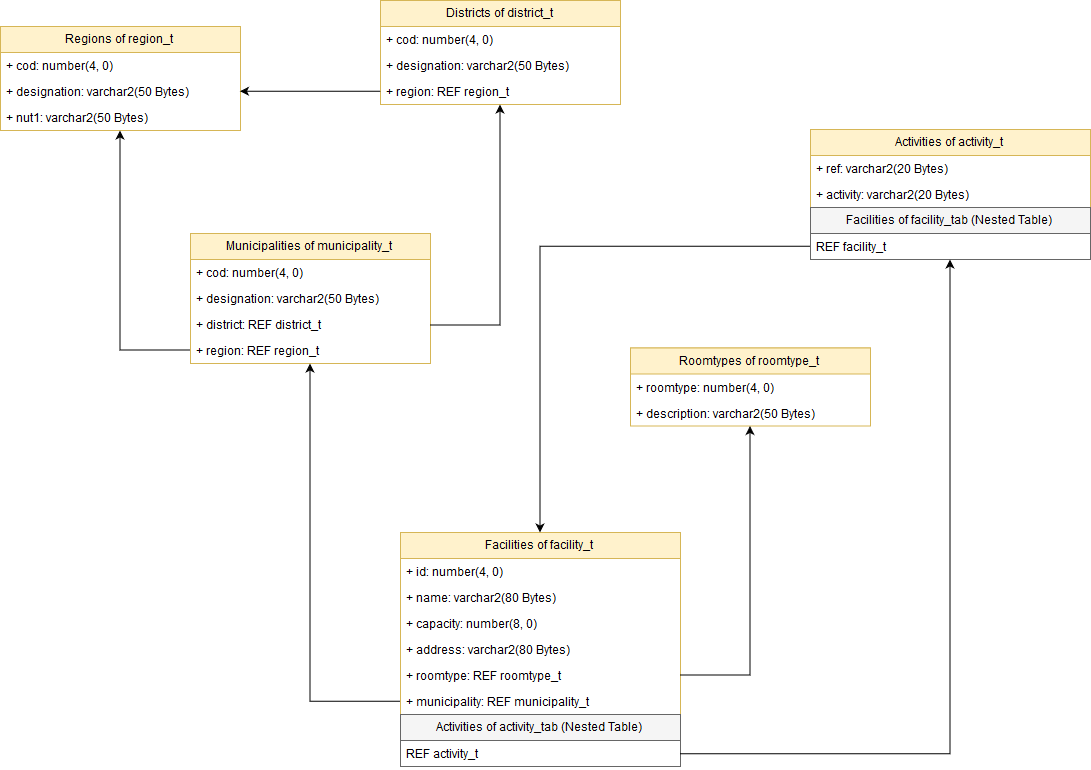 Districts of district_t
+ cod: number(4, 0)
+ designation: varchar2(50 Bytes)
+ region: REF region_t
Regions of region_t
+ cod: number(4, 0)
+ designation: varchar2(50 Bytes)
+ nut1: varchar2(50 Bytes)
Activities of activity_t
+ ref: varchar2(20 Bytes)
+ activity: varchar2(20 Bytes)
Facilities of facility_tab (Nested Table)
REF facility_t
Municipalities of municipality_t
+ cod: number(4, 0)
+ designation: varchar2(50 Bytes)
+ district: REF district_t
+ region: REF region_t
Roomtypes of roomtype_t
+ roomtype: number(4, 0)
+ description: varchar2(50 Bytes)
Facilities of facility_t
+ id: number(4, 0)
+ name: varchar2(80 Bytes)
+ capacity: number(8, 0)
+ address: varchar2(80 Bytes)
+ roomtype: REF roomtype_t
+ municipality: REF municipality_t
Activities of activity_tab (Nested Table)
REF activity_t